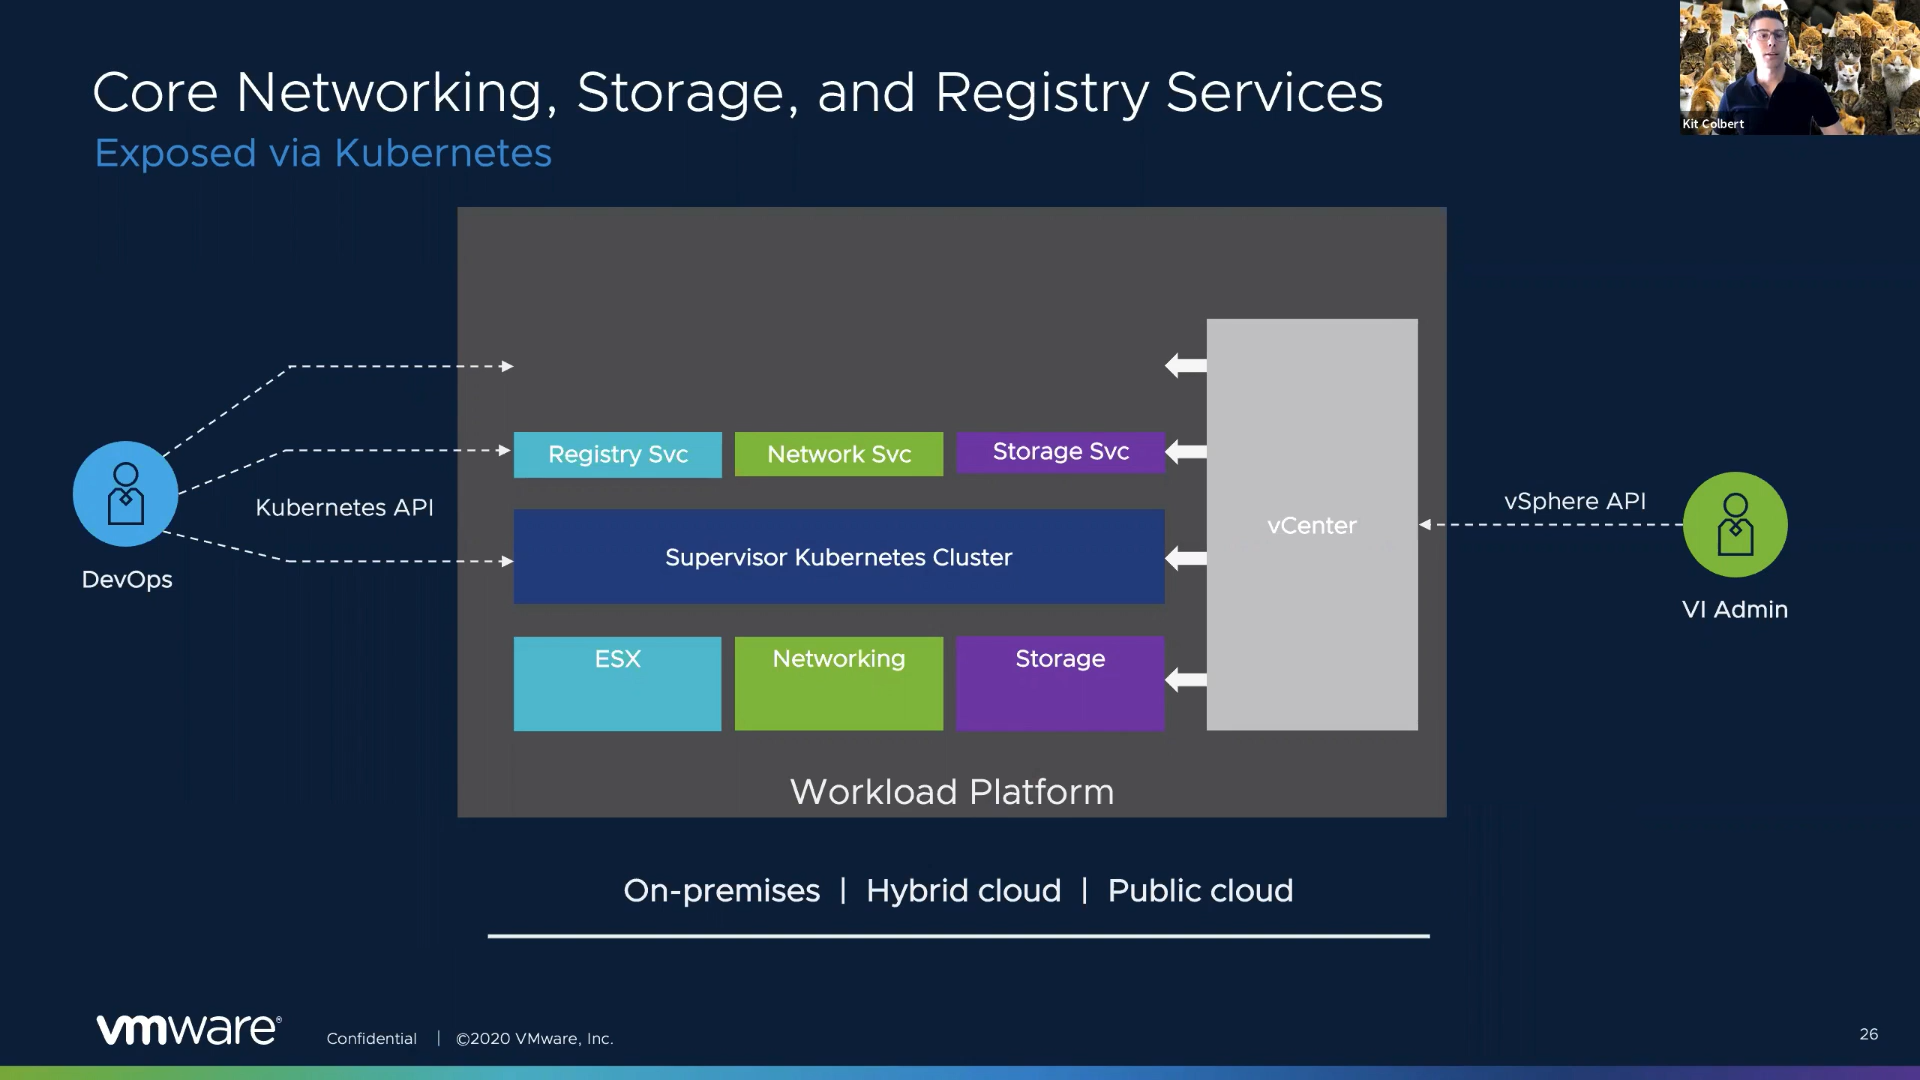 Core Networking, Storage, and Registry Services
Exposed via Kubernetes
Kit Colbert
Registry Svc
Network Svc
Storage Svc
Kubernetes API
DevOps
Supervisor Kubernetes Cluster
vCenter
vSphere API
VI Admin
ESX
Networking
Storage
Workload Platform
On-premises | Hybrid cloud | Public cloud
vmware®
Confidential | ©2020 VMware, Inc.
26